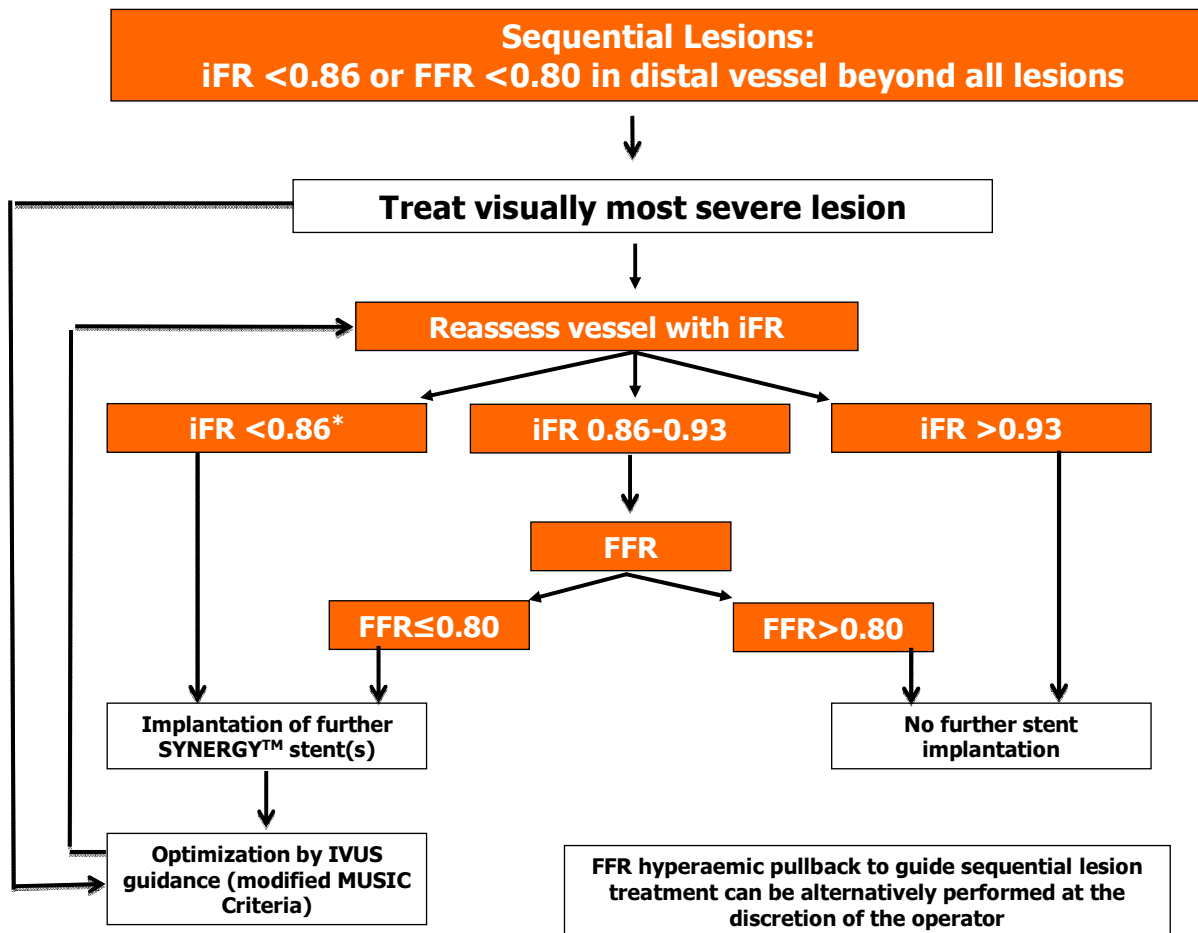 Sequential Lesions:
iFR <0.86 or FFR <0.80 in distal vessel beyond all lesions
Treat visually most severe lesion
Reassess vessel with iFR
iFR <0.86*
iFR 0.86-0.93
iFR >0.93
FFR
FFR≤0.80
FFR>0.80
Implantation of further
SYNERGY™ stent(s)
No further stent
implantation
Optimization by IVUS
guidance (modified MUSIC
Criteria)
FFR hyperaemic pullback to guide sequential lesion
treatment can be alternatively performed at the
discretion of the operator